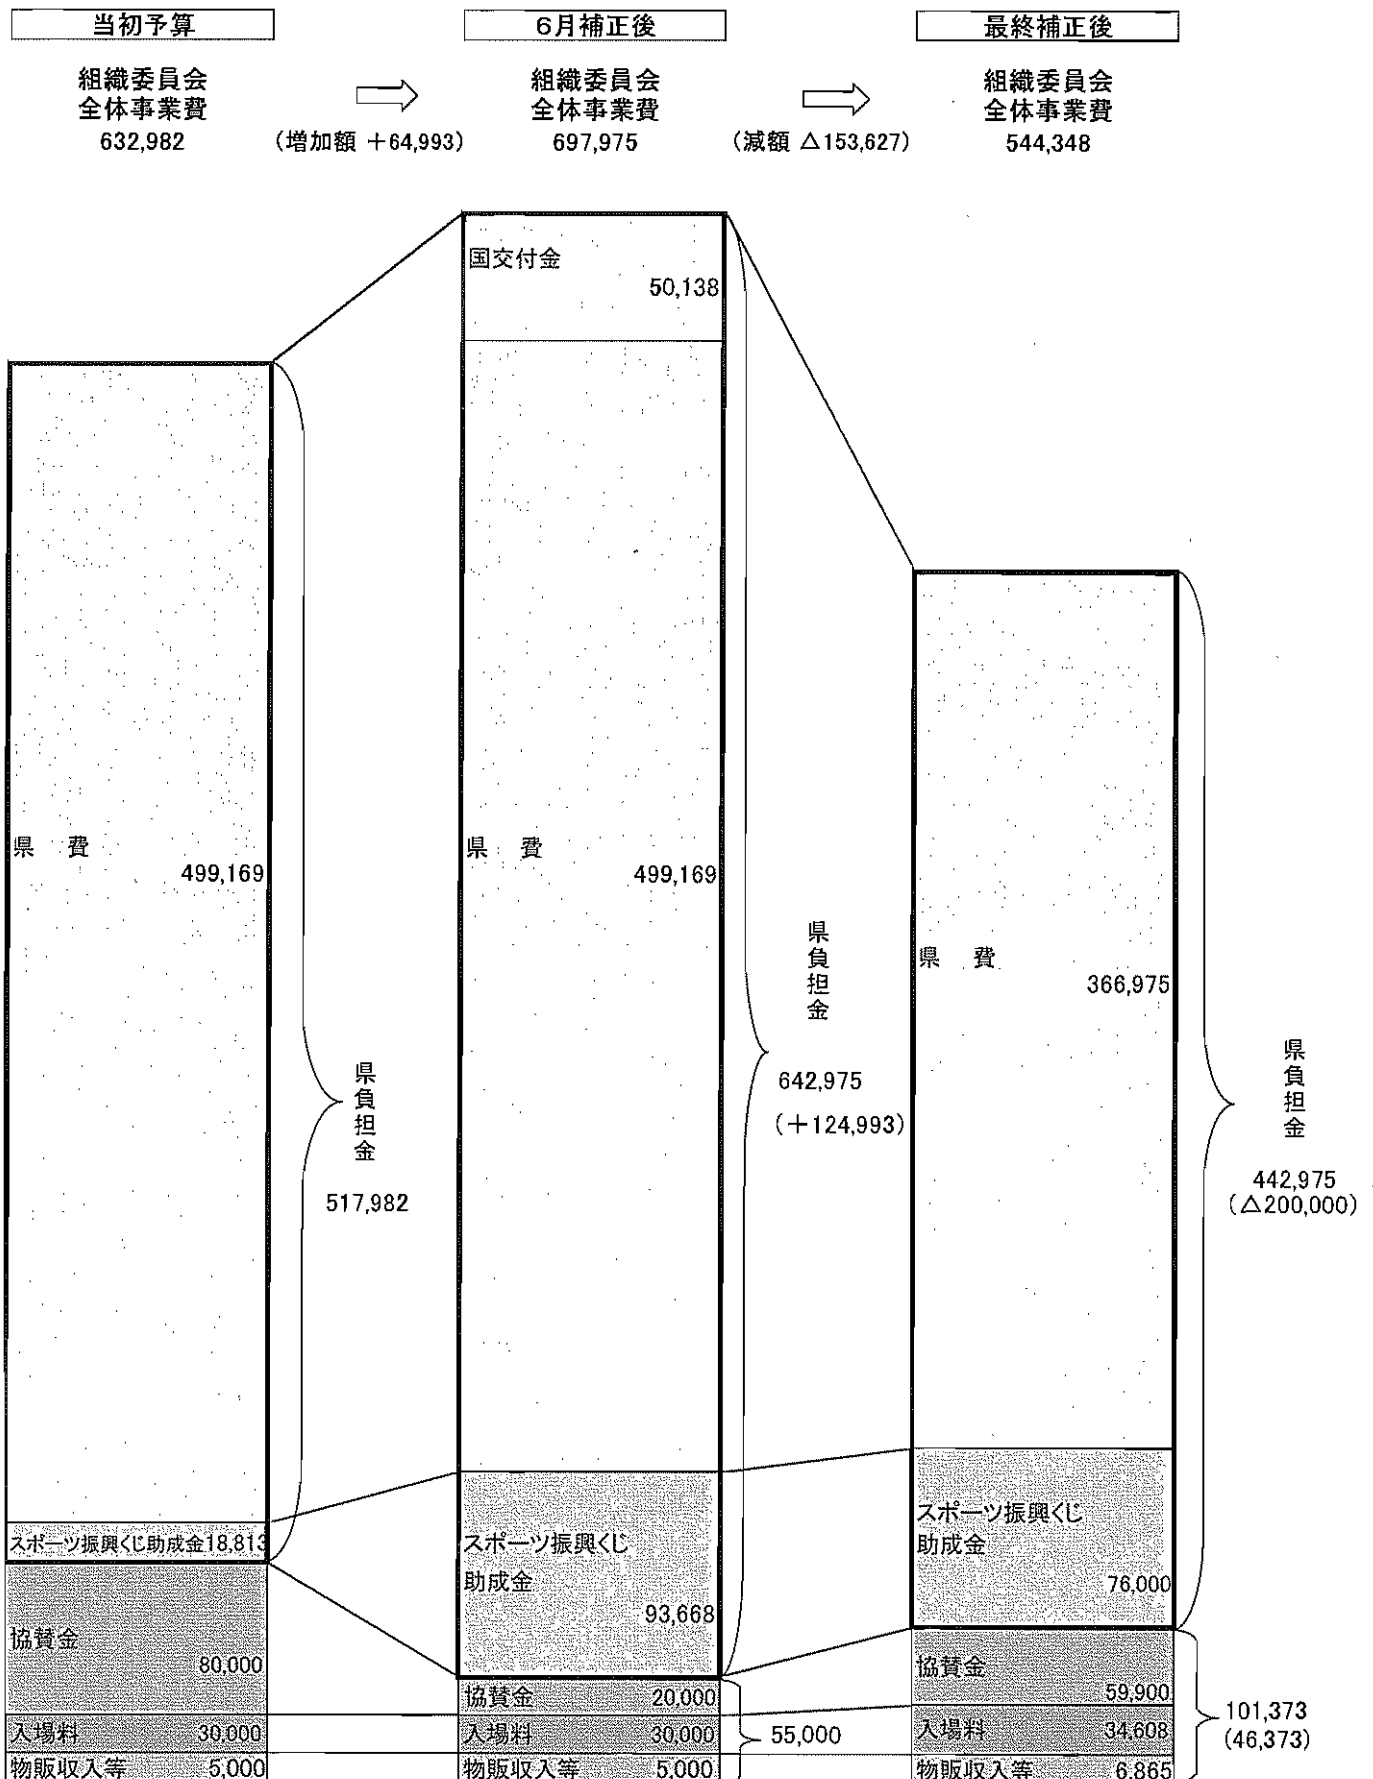 当初予算
6月補正後
最終補正後
組織委員会
全体事業費
632,982
(増加額 +64,993)
組織委員会
全体事業費
697,975
(減額 △153,627)
組織委員会
全体事業費
544,348
県 費
499,169
スポーツ振興くじ助成金18,813
協賛金
80,000
入場料 30,000
物販収入等 5,000
県負担金
517,982
国交付金
50,138
県 費
499,169
スポーツ振興くじ
助成金
93,668
協賛金 20,000
入場料 30,000
物販収入等 5,000
県負担金
642,975
(+124,993)
55,000
県 費
366,975
スポーツ振興くじ
助成金
76,000
協賛金
59,900
入場料 34,608
物販収入等 6,865
県負担金
442,975
(△200,000)
101,373
(46,373)